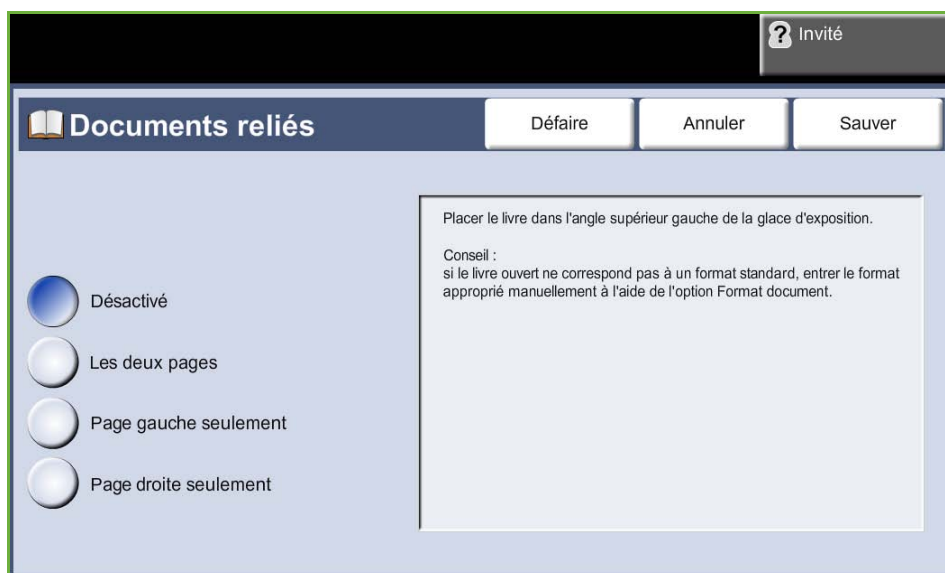 Invité
Documents reliés
Défaire
Annuler
Sauver
Placer le livre dans l'angle supérieur gauche de la glace d'exposition.
Conseil :
si le livre ouvert ne correspond pas à un format standard, entrer le format
approprié manuellement à l'aide de l'option Format document.
Désactivé
Les deux pages
Page gauche seulement
Page droite seulement